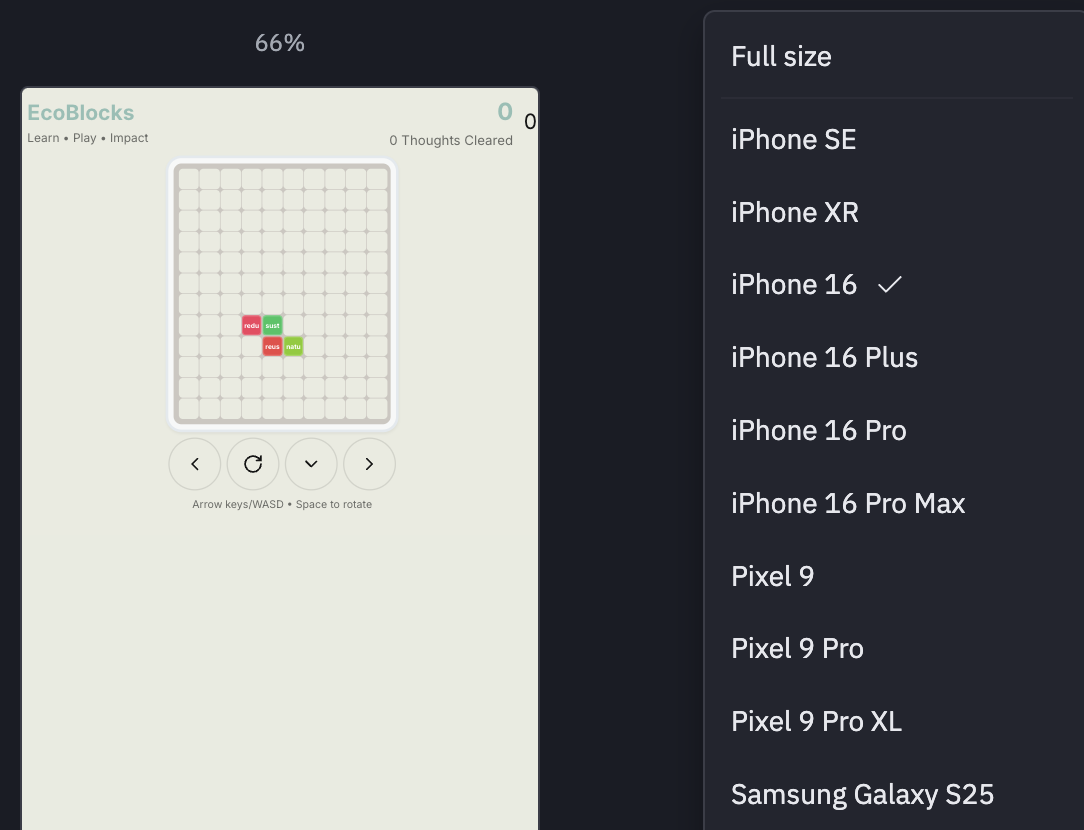 66%
EcoBlocks
Learn • Play • Impact
0
0 Thoughts Cleared
0
redu
sust
reus
natu
Arrow keys/WASD • Space to rotate
Full size
iPhone SE
iPhone XR
iPhone 16
iPhone 16 Plus
iPhone 16 Pro
iPhone 16 Pro Max
Pixel 9
Pixel 9 Pro
Pixel 9 Pro XL
Samsung Galaxy S25